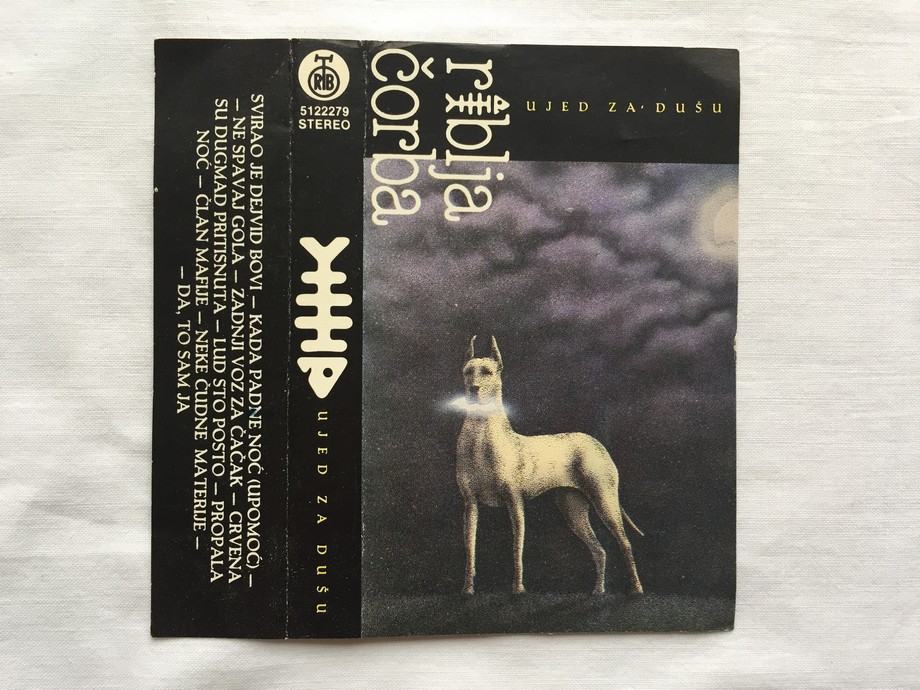 SVIRAO JE DEJVID BOVI – KADA PADNE NOĆ (UPOMOĆ) –
– NE SPAVAJ GOLA – ZADNJI VOZ ZA ČAČAK – CRVENA
SU DUGMAD PRITISNUTA – LUD STO POSTO – PROPALA
NOĆ – ČLAN MAFIJE – NEKE ČUDNE MATERIJE –
– DA, TO SAM JA
RTB
5122279
STEREO
UJED ZA DUŠU
riblja
čorba
UJED ZA DUŠU